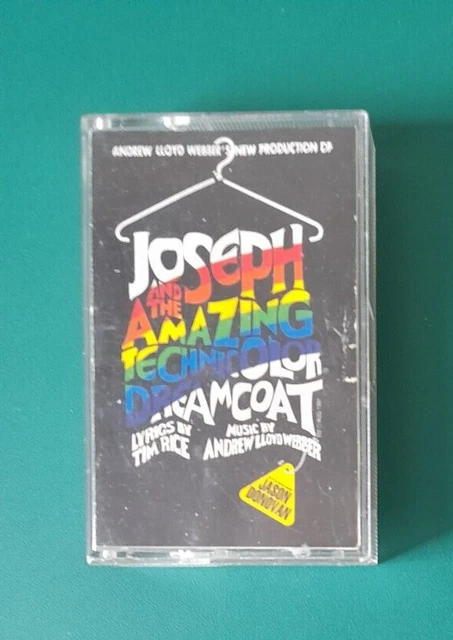 ANDREW LLOYD WEBBER'S NEW PRODUCTION OF
JOSEPH
AND THE
AMAZING
TECHNICOLOR
DREAMCOAT
LYRICS BY
TIM RICE
MUSIC BY
ANDREW LLOYD WEBBER
JASON
DONOVAN